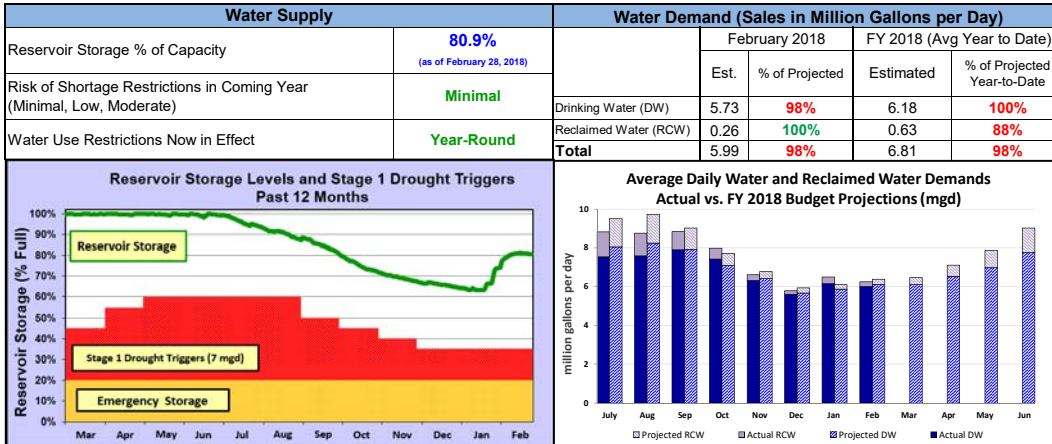 Water Supply
Reservoir Storage % of Capacity
80.9%
(as of February 28, 2018)
Risk of Shortage Restrictions in Coming Year
(Minimal, Low, Moderate)
Minimal
Water Use Restrictions Now in Effect
Year-Round
Water Demand (Sales in Million Gallons per Day)
February 2018 FY 2018 (Avg Year to Date)
Est. % of Projected Estimated % of Projected
Year-to-Date
Drinking Water (DW) 5.73 98% 6.18 100%
Reclaimed Water (RCW) 0.26 100% 0.63 88%
Total 5.99 98% 6.81 98%
Reservoir Storage Levels and Stage 1 Drought Triggers
Past 12 Months
Reservoir Storage (% Full)
100%
90%
80%
70%
60%
50%
40%
30%
20%
10%
0%
Reservoir Storage
Stage 1 Drought Triggers (7 mgd)
Emergency Storage
Mar Apr May Jun Jul Aug Sep Oct Nov Dec Jan Feb
Average Daily Water and Reclaimed Water Demands
Actual vs. FY 2018 Budget Projections (mgd)
million gallons per day
10
8
6
4
2
0
July Aug Sep Oct Nov Dec Jan Feb Mar Apr May Jun
Projected RCW Actual RCW Projected DW Actual DW